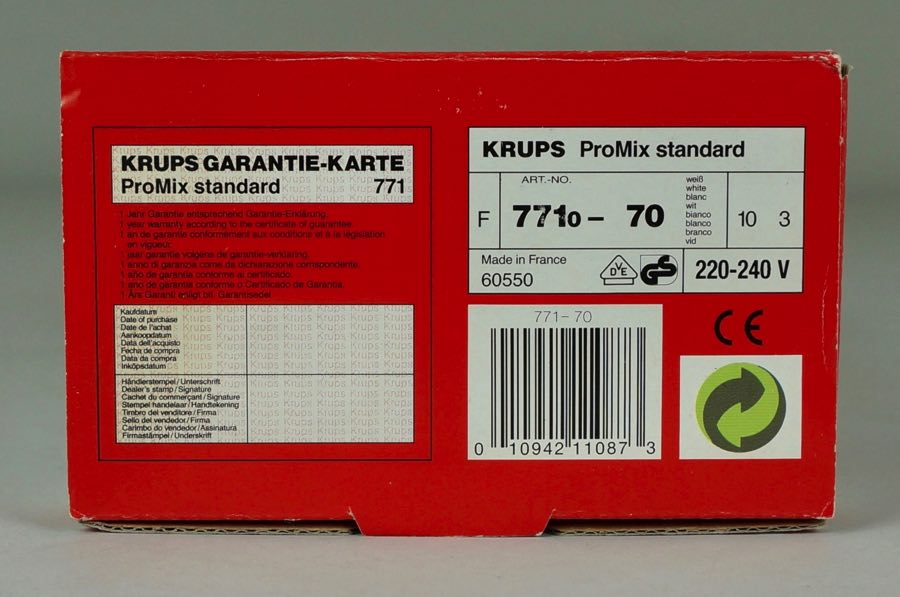 KRUPS GARANTIE-KARTE
ProMix standard 771
1 Jahr Garantie entsprechend Garantie-Erklärung.
1 year warranty according to the certificate of guarantee.
1 an de garantie conformément aux conditions et à la législation
en vigueur.
1 jaar garantie volgens de garantie-verklaring.
1 anno di garanzia come da dichiarazione corrispondente.
1 año de garantía conforme al certificado.
1 ano de garantia conforme o Certificado de Garantia.
1 Års Garanti enligt bif. Garantisedel
Kaufdatum
Date of purchase
Date de l'achat
Aankoopdatum
Data dell'acquisto
Fecha de compra
Data da compra
Inköpsdatum
Händlerstempel/Unterschrift
Dealer's stamp/Signature
Cachet du commerçant/Signature
Stempel handelaar/Handtekening
Timbro del venditore/Firma
Sello del vendedor/Firma
Carimbo do vendedor/Assinatura
Firmastämpel/Underskrift
KRUPS ProMix standard
ART.-NO.
F 7710 – 70
weiß
white
blanc
wit
bianco
blanco
branco
vid
10 3
Made in France
60550
VDE GS
220-240 V
771-70
0 10942 11087 3
CE